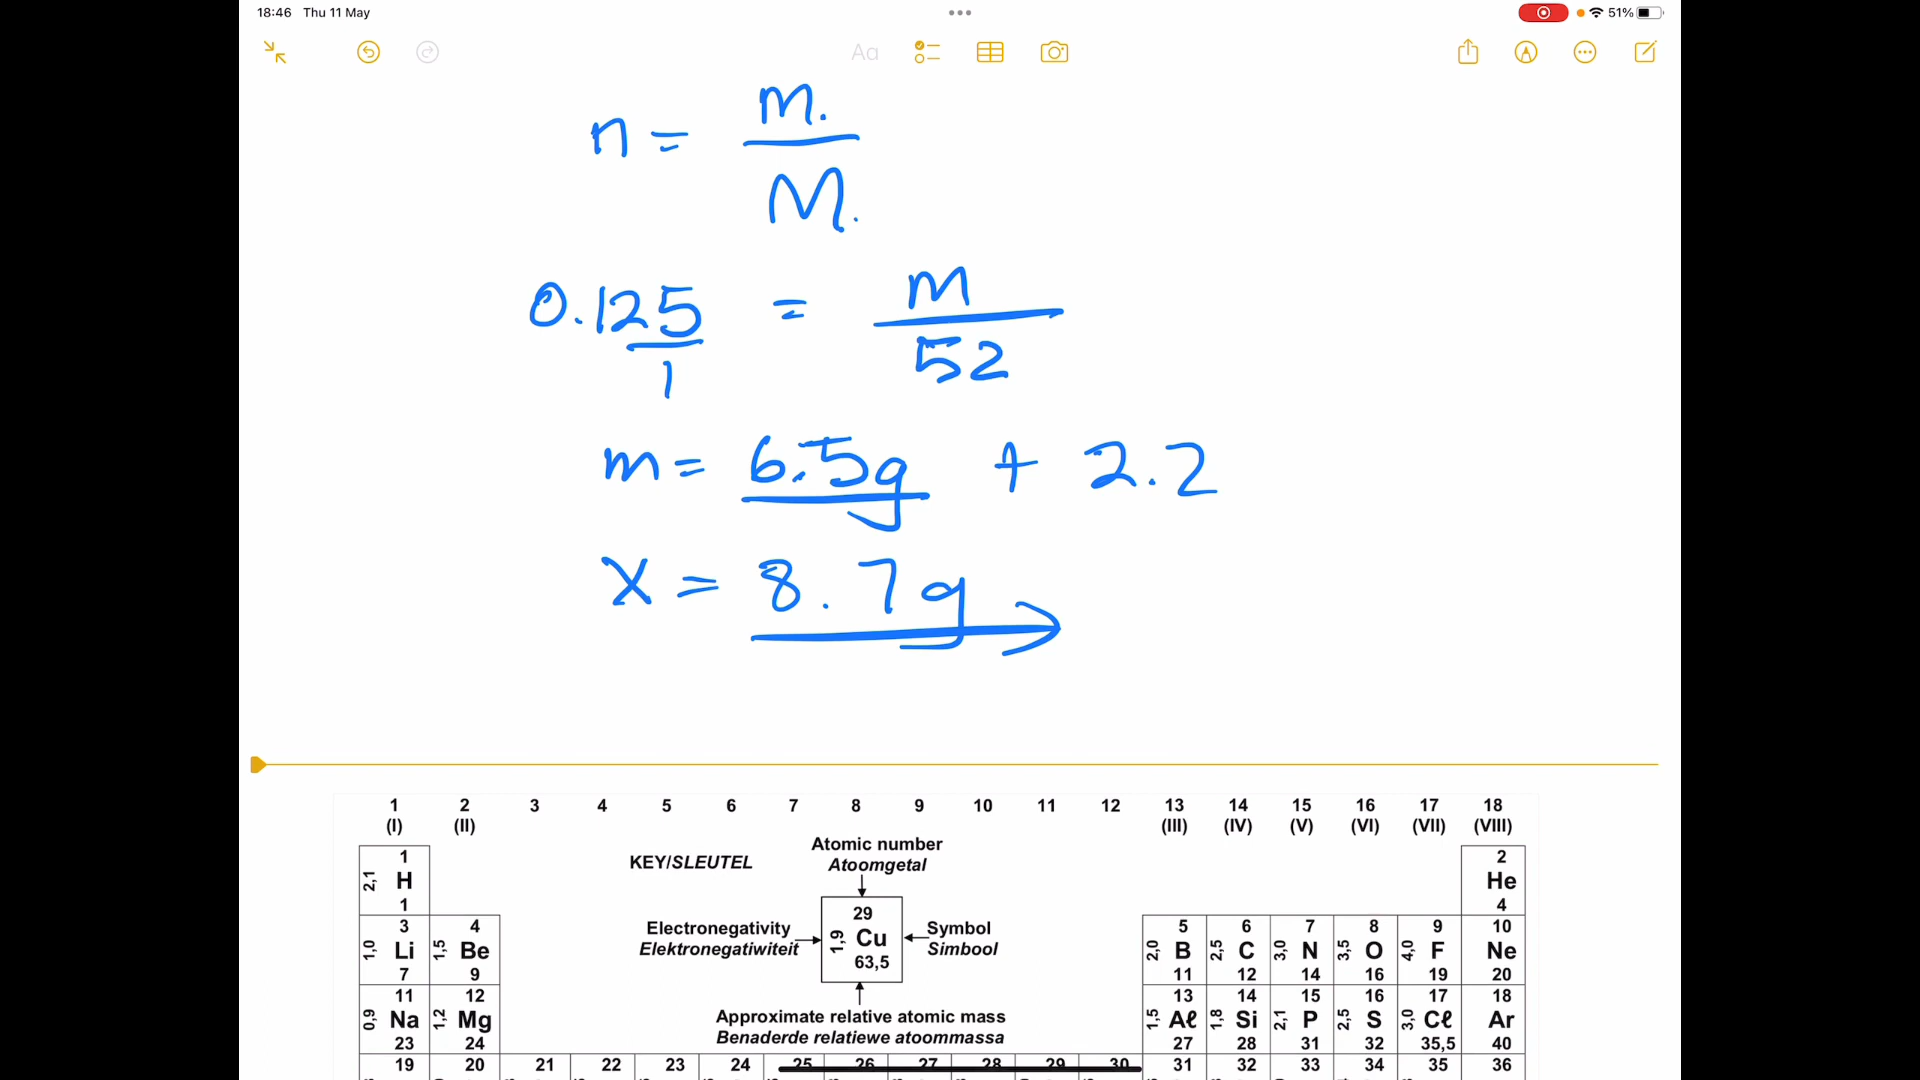 18:46 Thu 11 May
51%
Aa
n = m.
M.
0.125 = m
1 52
m = 6.5g + 2.2
x = 8.7g
1 2 3 4 5 6 7 8 9 10 11 12 13 14 15 16 17 18
(I) (II) (III) (IV) (V) (VI) (VII) (VIII)
KEY/SLEUTEL
Atomic number
Atoomgetal
29
1,9 Cu
63,5
Electronegativity
Elektronegatiwiteit
Symbol
Simbool
Approximate relative atomic mass
Benaderde relatiewe atoommassa
1 2
2,1 H He
1 4
3 4 5 6 7 8 9 10
1,0 Li 1,5 Be 2,0 B 2,5 C 3,0 N 3,5 O 4,0 F Ne
7 9 11 12 14 16 19 20
11 12 13 14 15 16 17 18
0,9 Na 1,2 Mg 1,5 Aℓ 1,8 Si 2,1 P 2,5 S 3,0 Cℓ Ar
23 24 27 28 31 32 35,5 40
19 20 21 22 23 24 25 26 27 28 29 30 31 32 33 34 35 36